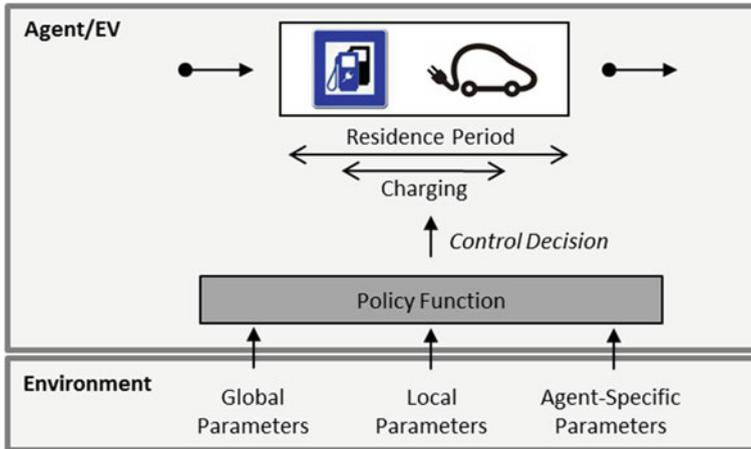 Agent/EV
Residence Period
Charging
Control Decision
Policy Function
Environment
Global
Parameters
Local
Parameters
Agent-Specific
Parameters